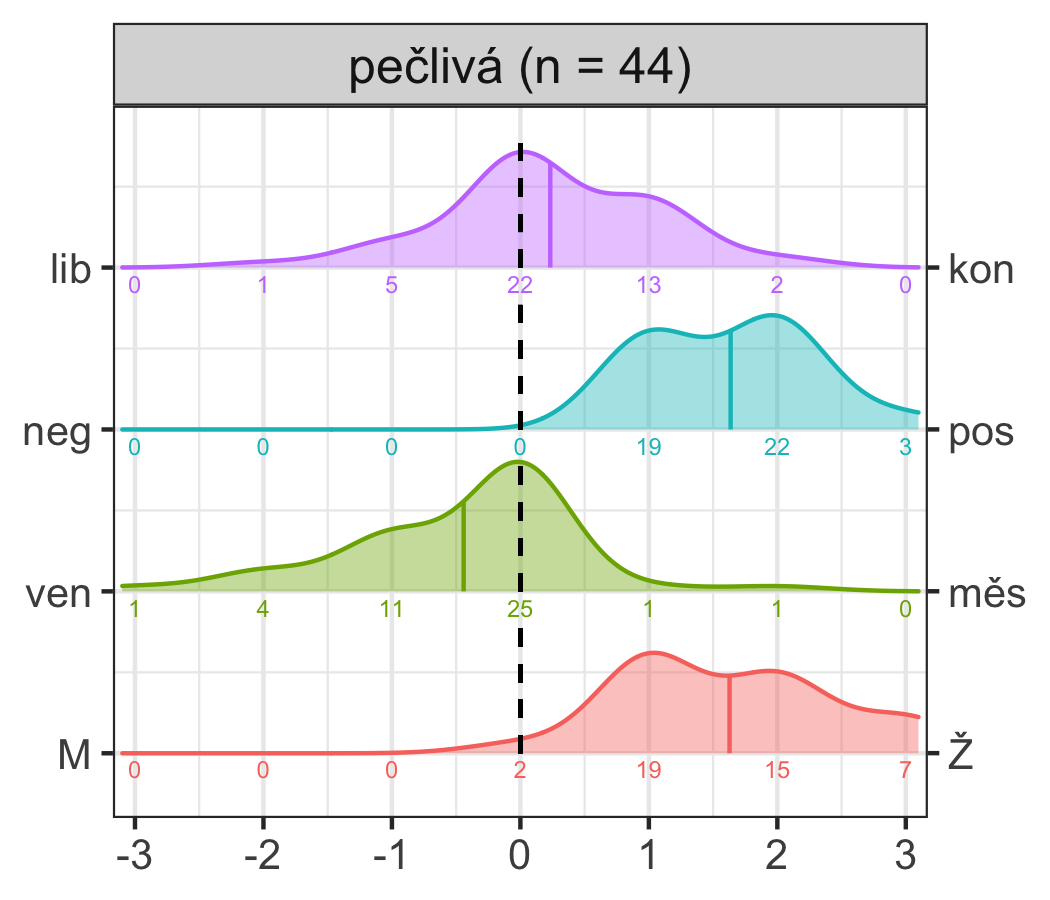 pečlivá (n = 44)
lib kon
0 1 5 22 13 2 0
neg pos
0 0 0 0 19 22 3
ven měs
1 4 11 25 1 1 0
M Ž
0 0 0 2 19 15 7
-3 -2 -1 0 1 2 3